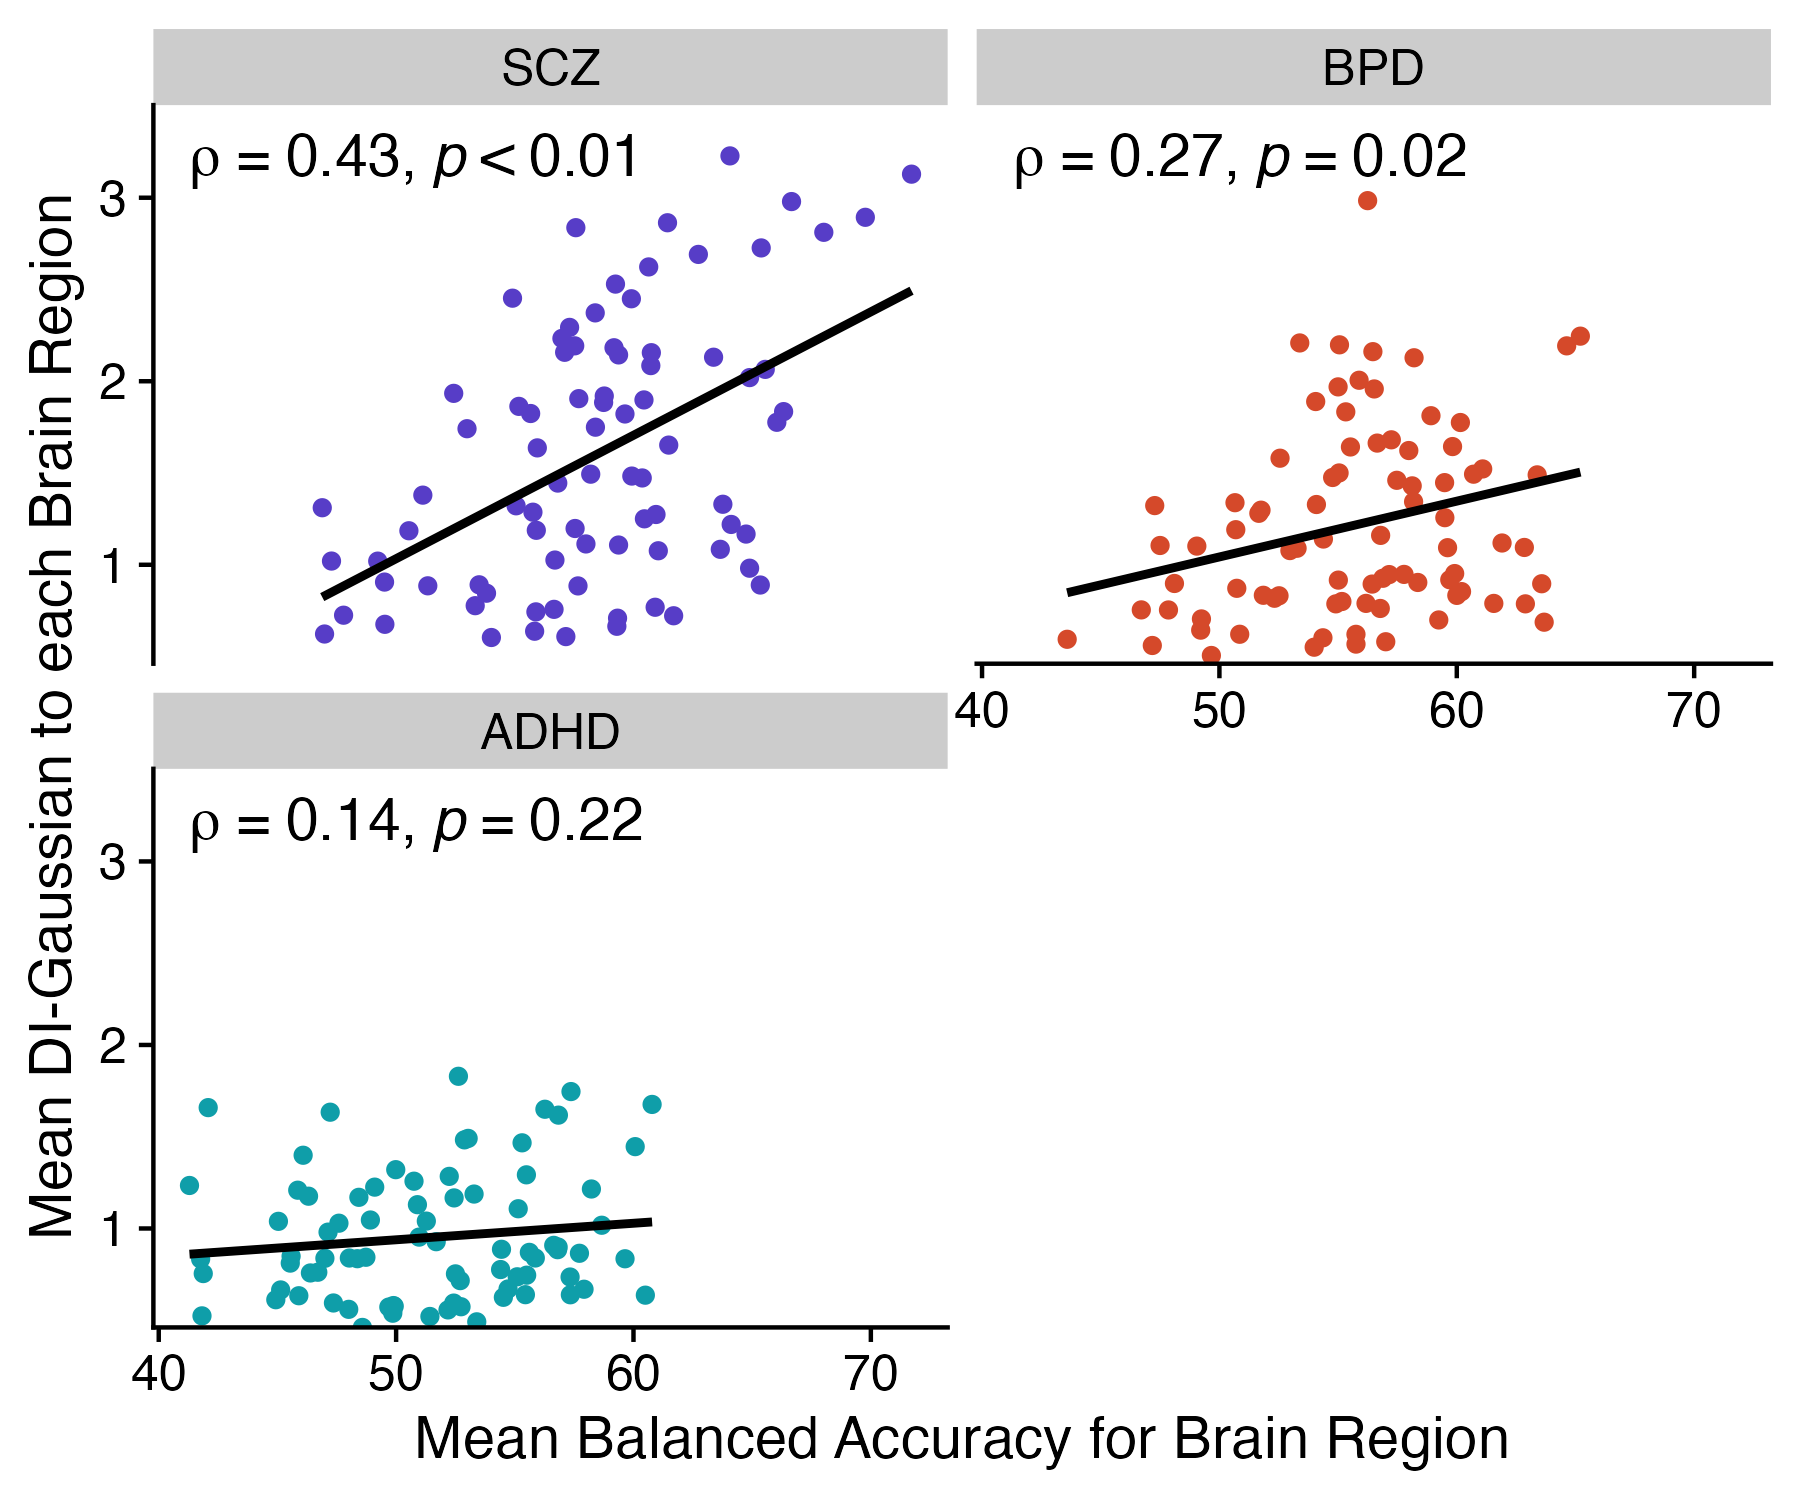 SCZ
BPD
ρ = 0.43, p < 0.01
ρ = 0.27, p = 0.02
3
2
1
40 50 60 70
ADHD
ρ = 0.14, p = 0.22
3
2
1
40 50 60 70
Mean DI-Gaussian to each Brain Region
Mean Balanced Accuracy for Brain Region